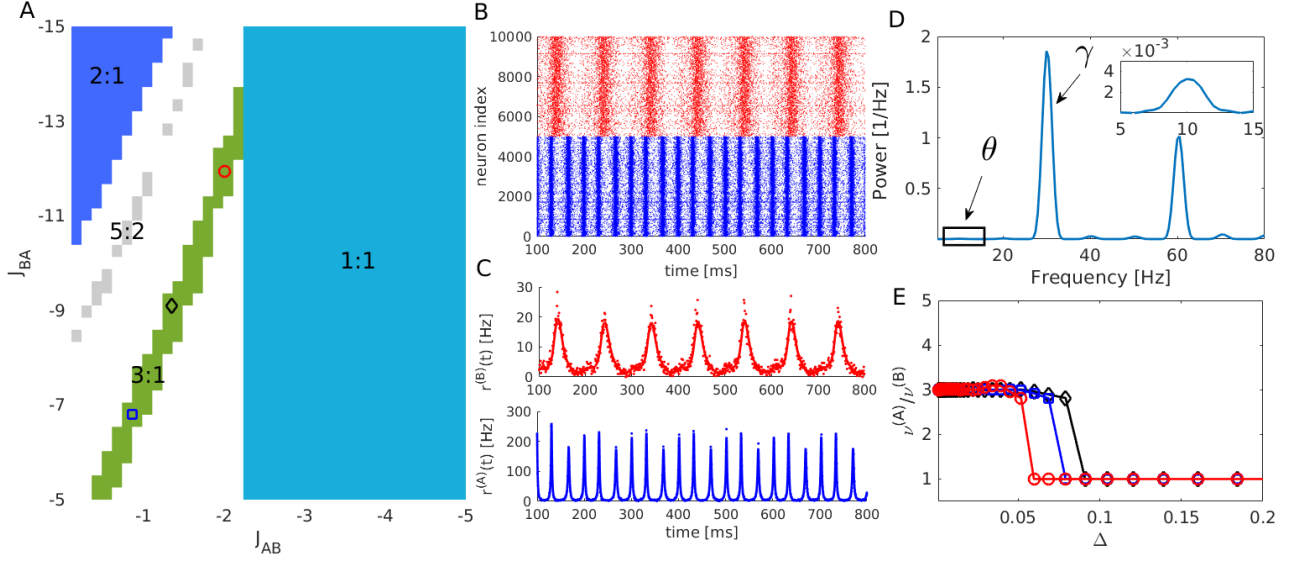 A
-15
-13
-11
-9
-7
-5
J_BA
2:1
5:2
3:1
1:1
-1
-2
-3
-4
-5
J_AB
B
10000
8000
6000
4000
2000
0
neuron index
100 200 300 400 500 600 700 800
time [ms]
C
30
20
10
0
r^(B)(t) [Hz]
100 200 300 400 500 600 700 800
300
200
100
0
r^(A)(t) [Hz]
100 200 300 400 500 600 700 800
time [ms]
D
2
1.5
1
0.5
Power [1/Hz]
θ
γ
×10^-3
4
2
5 10 15
0 20 40 60 80
Frequency [Hz]
E
5
4
3
2
1
ν^(A)/ν^(B)
0.05 0.1 0.15 0.2
Δ